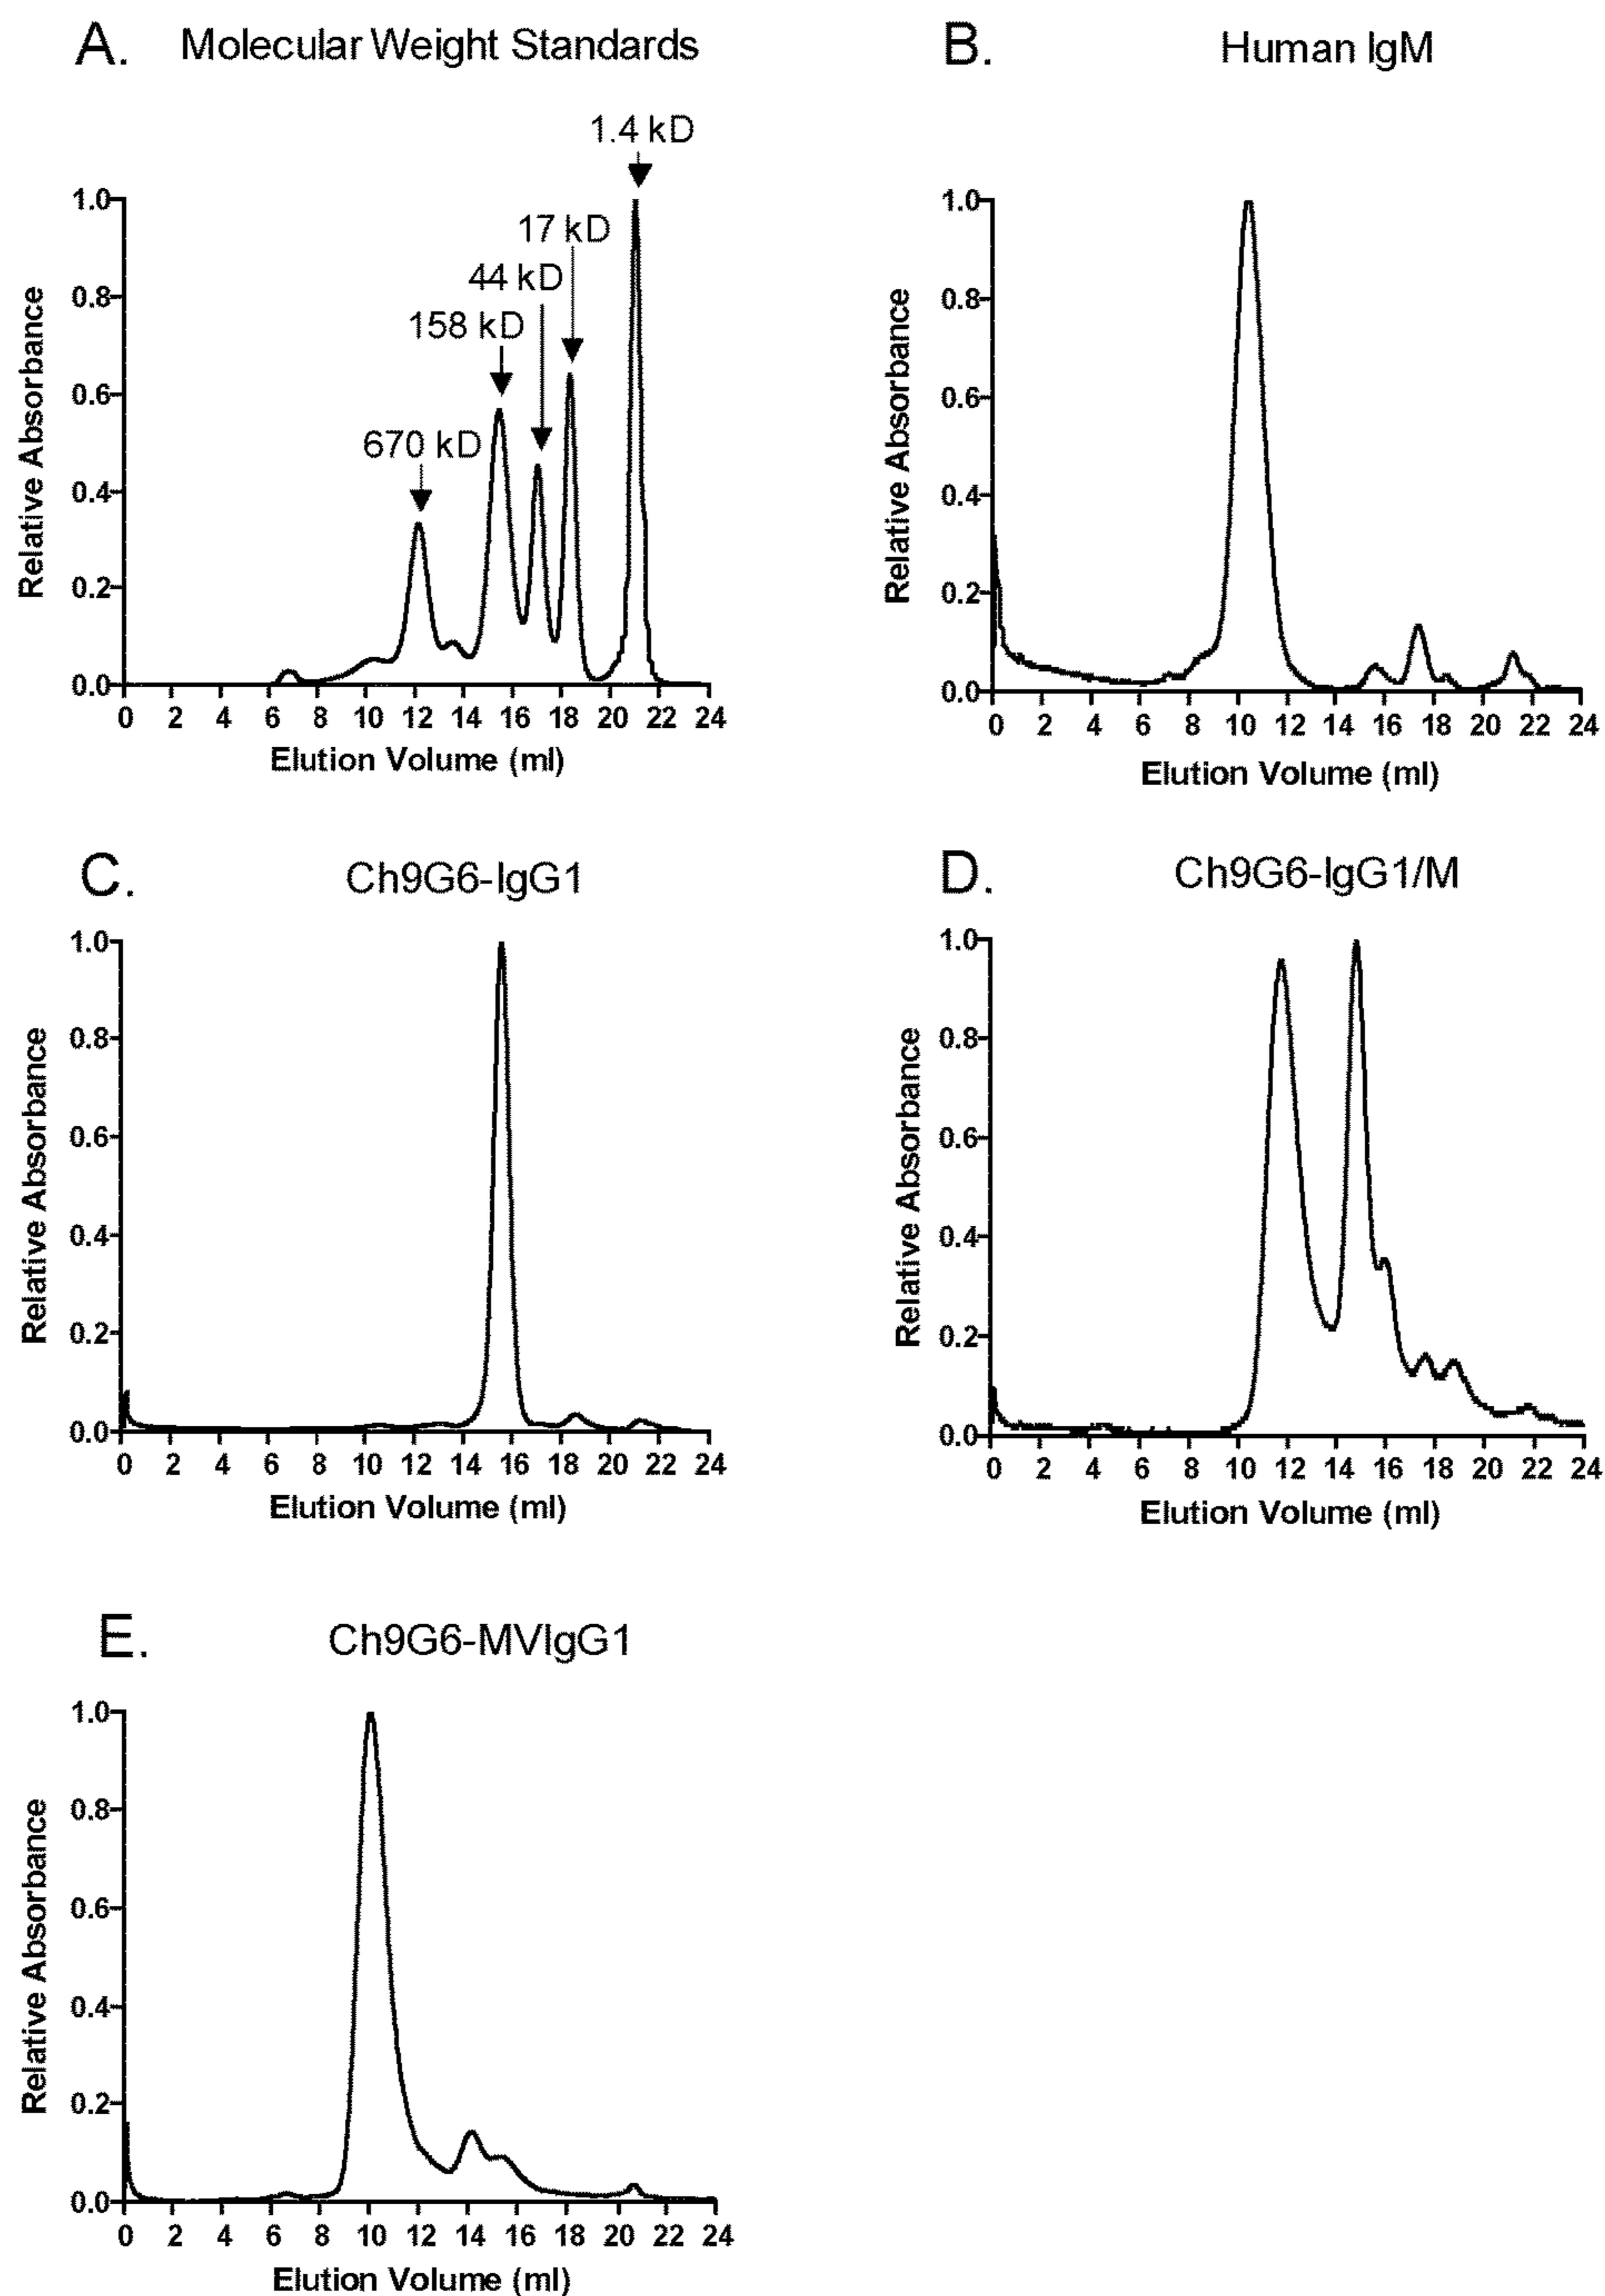 A. Molecular Weight Standards
1.4 kD
17 kD
44 kD
158 kD
670 kD
Relative Absorbance
1.0
0.8
0.6
0.4
0.2
0.0
0 2 4 6 8 10 12 14 16 18 20 22 24
Elution Volume (ml)
B. Human IgM
Relative Absorbance
1.0
0.8
0.6
0.4
0.2
0.0
0 2 4 6 8 10 12 14 16 18 20 22 24
Elution Volume (ml)
C. Ch9G6-IgG1
Relative Absorbance
1.0
0.8
0.6
0.4
0.2
0.0
0 2 4 6 8 10 12 14 16 18 20 22 24
Elution Volume (ml)
D. Ch9G6-IgG1/M
Relative Absorbance
1.0
0.8
0.6
0.4
0.2
0.0
0 2 4 6 8 10 12 14 16 18 20 22 24
Elution Volume (ml)
E. Ch9G6-MVIgG1
Relative Absorbance
1.0
0.8
0.6
0.4
0.2
0.0
0 2 4 6 8 10 12 14 16 18 20 22 24
Elution Volume (ml)